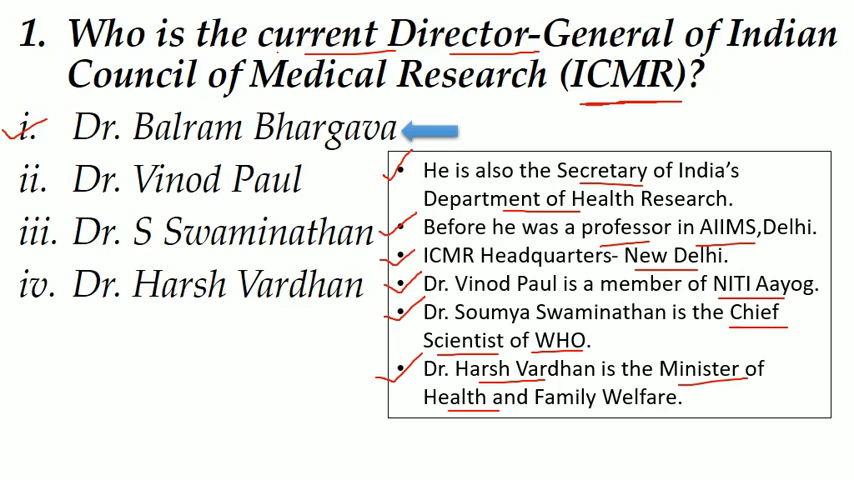 1. Who is the current Director-General of Indian
Council of Medical Research (ICMR)?
i. Dr. Balram Bhargava
ii. Dr. Vinod Paul
iii. Dr. S Swaminathan
iv. Dr. Harsh Vardhan
• He is also the Secretary of India's
Department of Health Research.
• Before he was a professor in AIIMS,Delhi.
• ICMR Headquarters- New Delhi.
• Dr. Vinod Paul is a member of NITI Aayog.
• Dr. Soumya Swaminathan is the Chief
Scientist of WHO.
• Dr. Harsh Vardhan is the Minister of
Health and Family Welfare.